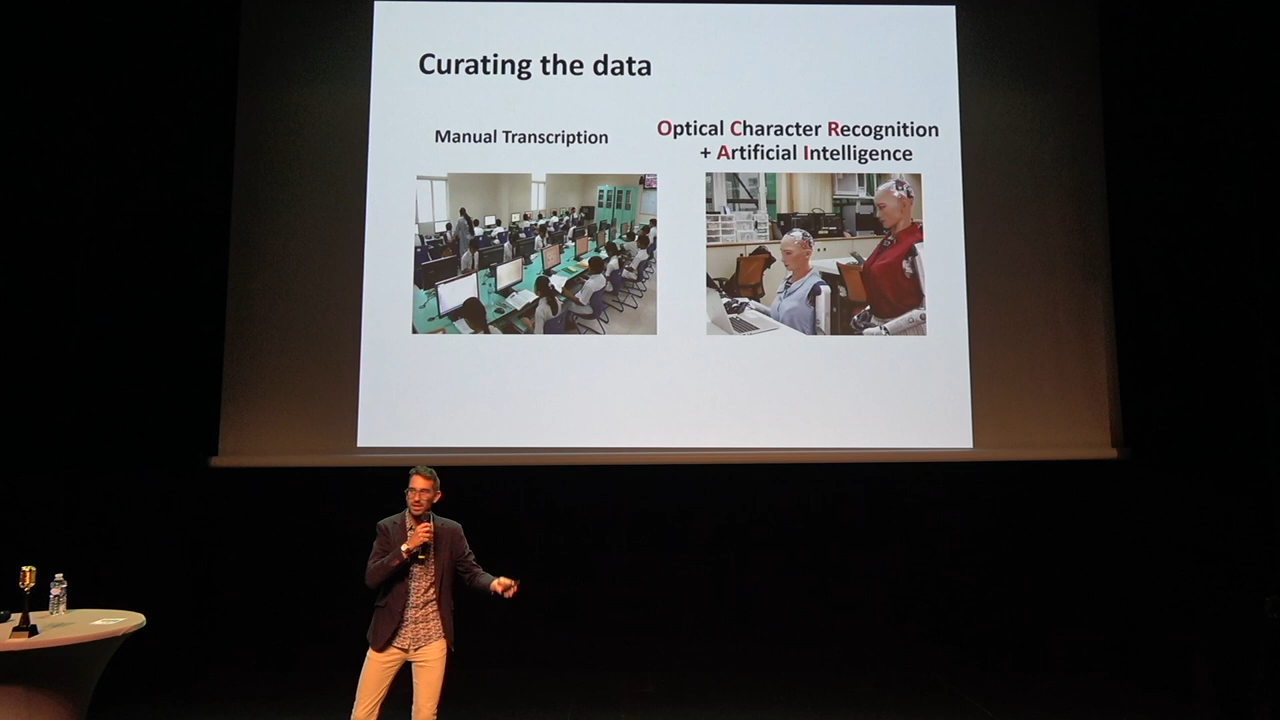 Curating the data
Manual Transcription
Optical Character Recognition
+ Artificial Intelligence